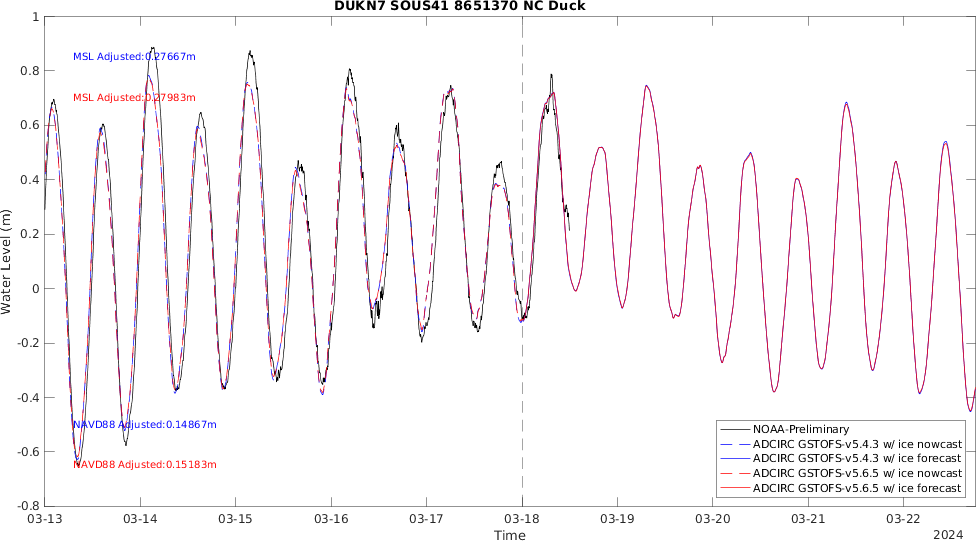 DUKN7 SOUS41 8651370 NC Duck
1
0.8
0.6
0.4
0.2
0
-0.2
-0.4
-0.6
-0.8
Water Level (m)
MSL Adjusted:0.27667m
MSL Adjusted:0.27983m
NAVD88 Adjusted:0.14867m
NAVD88 Adjusted:0.15183m
NOAA-Preliminary
ADCIRC GSTOFS-v5.4.3 w/ ice nowcast
ADCIRC GSTOFS-v5.4.3 w/ ice forecast
ADCIRC GSTOFS-v5.6.5 w/ ice nowcast
ADCIRC GSTOFS-v5.6.5 w/ ice forecast
03-13 03-14 03-15 03-16 03-17 03-18 03-19 03-20 03-21 03-22
Time
2024